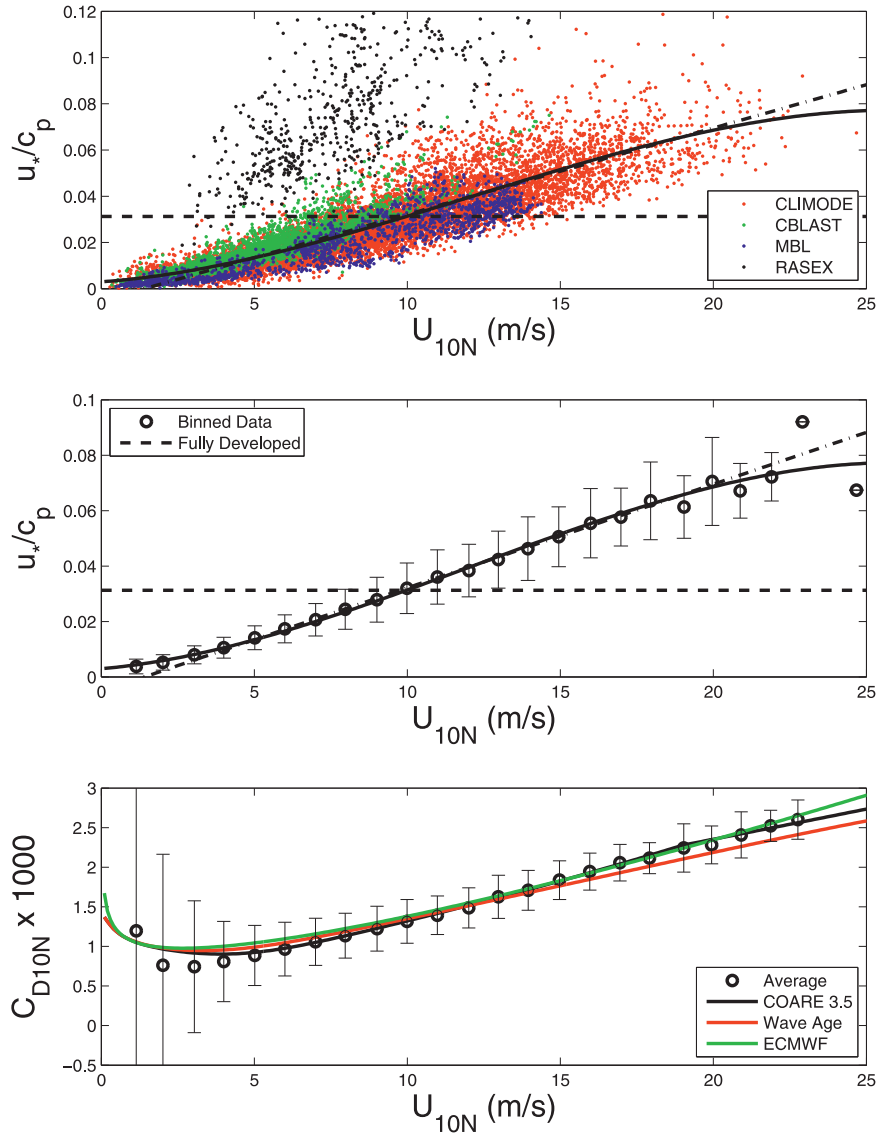 0.12
0.1
0.08
0.06
0.04
0.02
0
u*/cp
0 5 10 15 20 25
U10N (m/s)
CLIMODE
CBLAST
MBL
RASEX
0.1
0.08
0.06
0.04
0.02
0
u*/cp
0 5 10 15 20 25
U10N (m/s)
Binned Data
Fully Developed
3
2.5
2
1.5
1
0.5
0
−0.5
CD10N x 1000
0 5 10 15 20 25
U10N (m/s)
Average
COARE 3.5
Wave Age
ECMWF